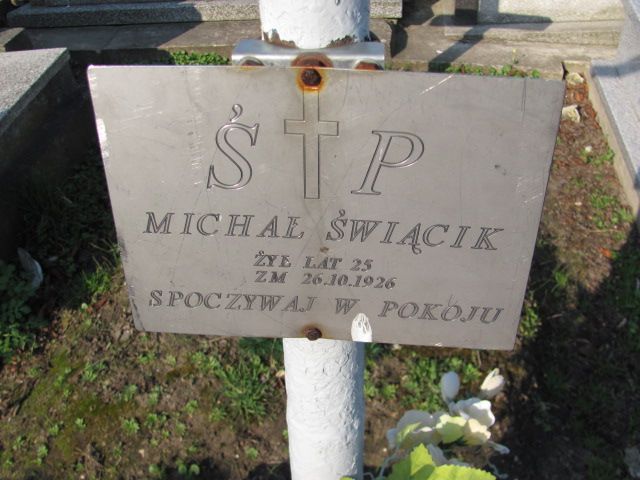 Ś P
MICHAŁ ŚWIĄCIK
ŻYŁ LAT 25
ZM 26.10.1926
SPOCZYWAJ W POKOJU